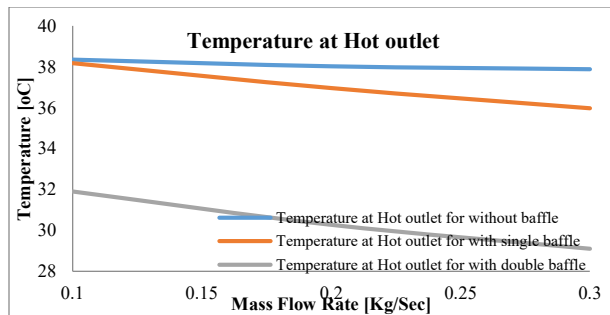 Temperature at Hot outlet
Temperature [oC]
40
38
36
34
32
30
28
Temperature at Hot outlet for without baffle
Temperature at Hot outlet for with single baffle
Temperature at Hot outlet for with double baffle
0.1 0.15 0.2 0.25 0.3
Mass Flow Rate [Kg/Sec]